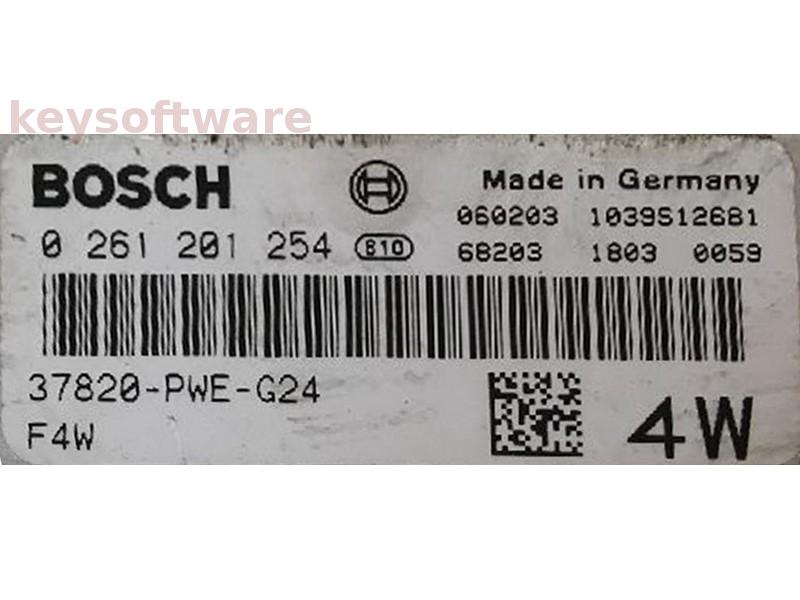 keysoftware
BOSCH
Made in Germany
060203 1039S12681
0 261 201 254 B10
68203 1803 0059
37820-PWE-G24
F4W
4W